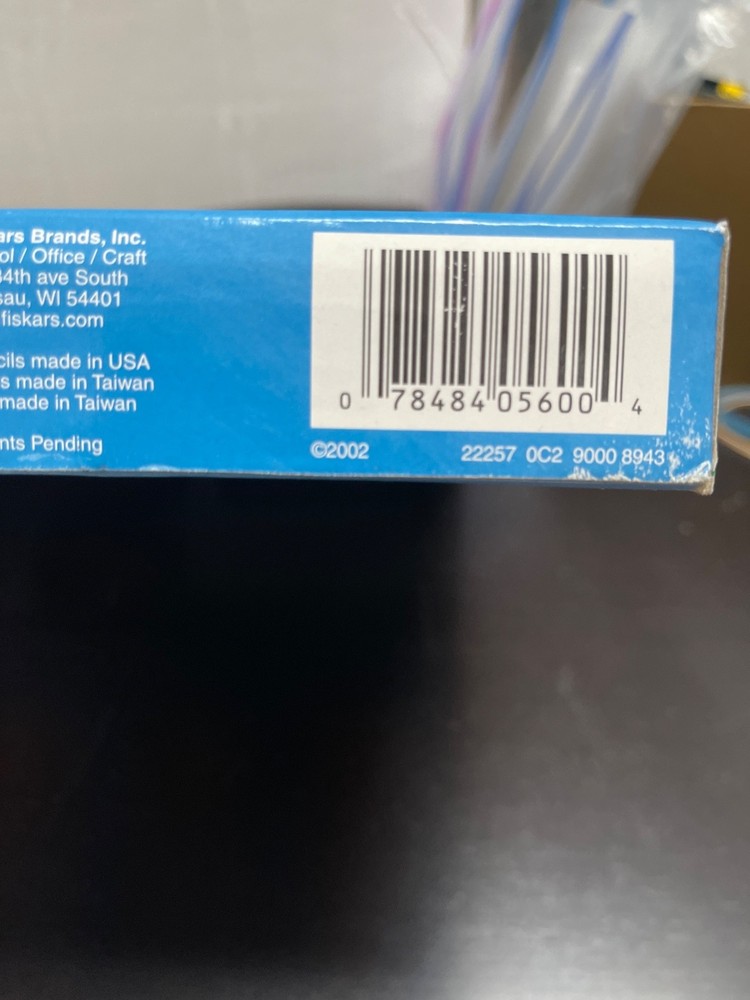 ars Brands, Inc.
ol / Office / Craft
34th ave South
sau, WI 54401
fiskars.com
cils made in USA
s made in Taiwan
made in Taiwan
nts Pending
0 78484 05600 4
©2002 22257 0C2 9000 8943